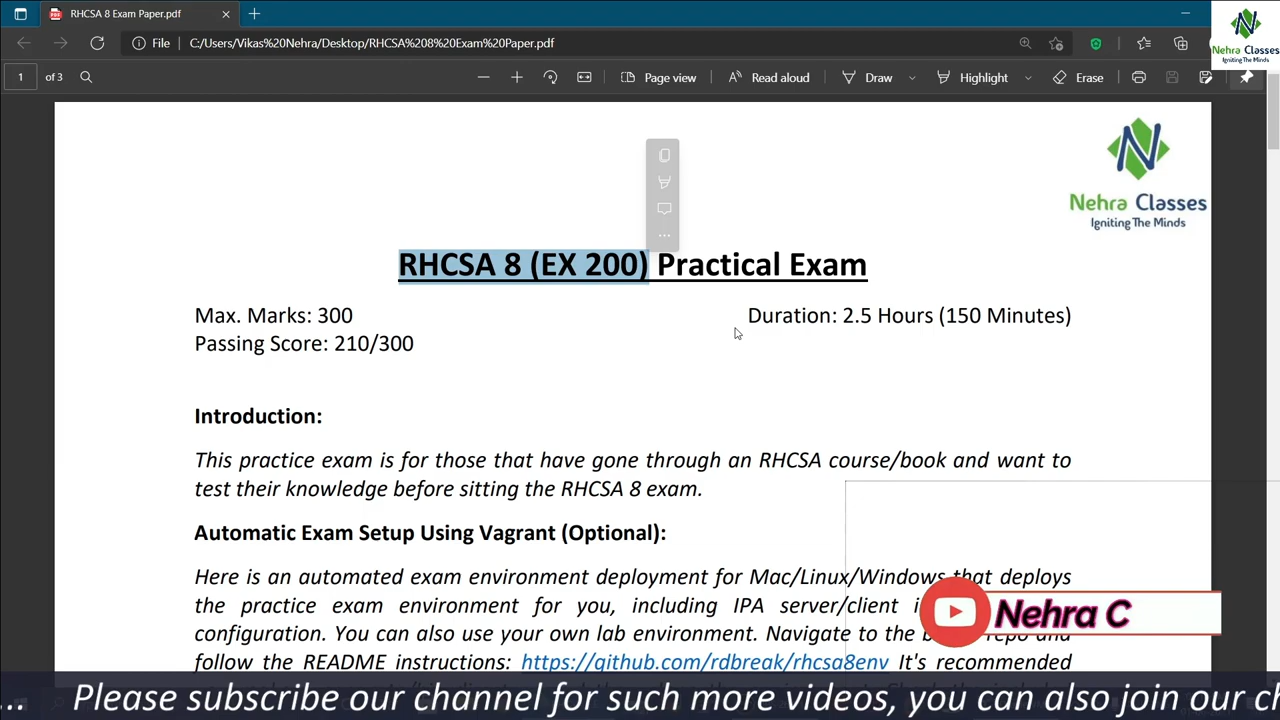 RHCSA 8 Exam Paper.pdf
Nehra Classes
Igniting The Minds
File C:/Users/Vikas%20Nehra/Desktop/RHCSA%208%20Exam%20Paper.pdf
1 of 3 Page view Read aloud Draw Highlight Erase
Nehra Classes
Igniting The Minds
RHCSA 8 (EX 200) Practical Exam
Max. Marks: 300 Duration: 2.5 Hours (150 Minutes)
Passing Score: 210/300
Introduction:
This practice exam is for those that have gone through an RHCSA course/book and want to
test their knowledge before sitting the RHCSA 8 exam.
Automatic Exam Setup Using Vagrant (Optional):
Here is an automated exam environment deployment for Mac/Linux/Windows that deploys
the practice exam environment for you, including IPA server/client
configuration. You can also use your own lab environment. Navigate to the
follow the README instructions: https://github.com/rdbreak/rhcsa8env It's recommended
Nehra C
... Please subscribe our channel for such more videos, you can also join our ch